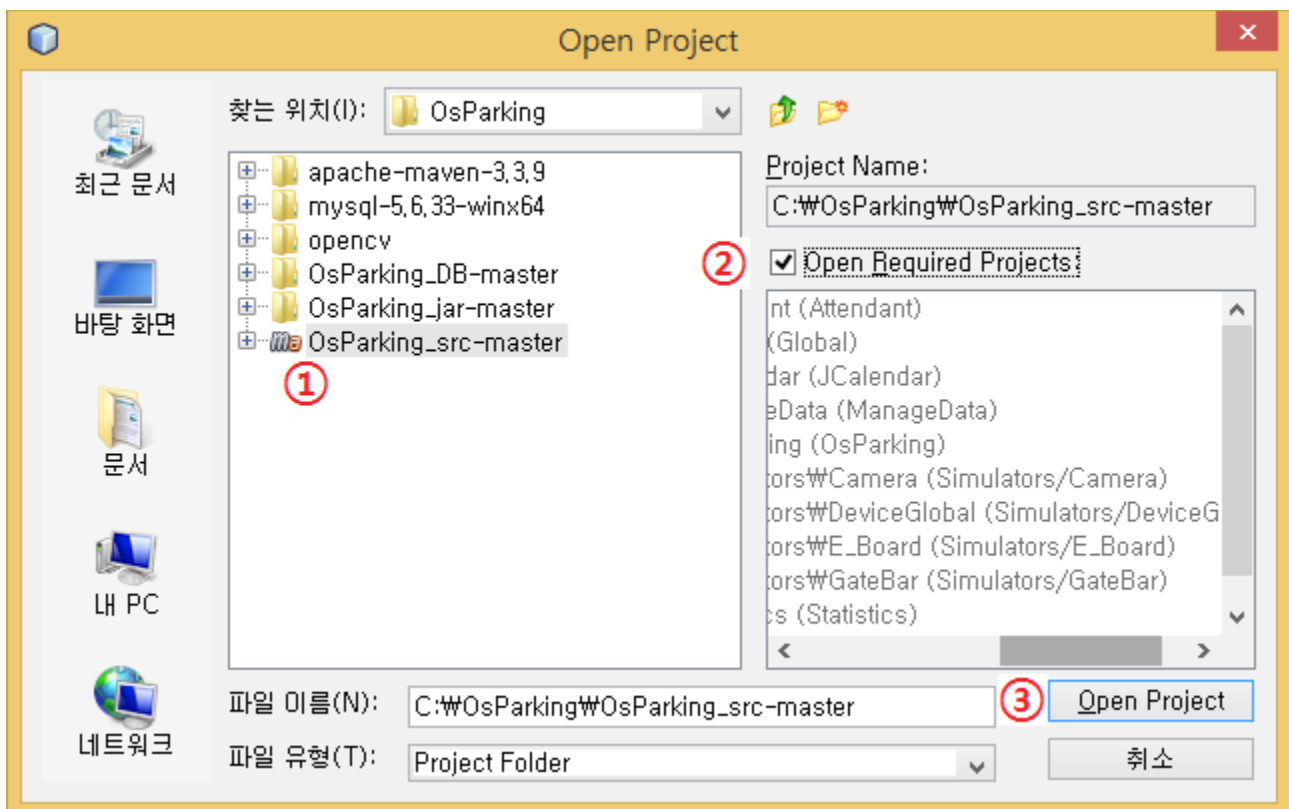 Open Project
찾는 위치(I):
OsParking
최근 문서
바탕 화면
문서
내 PC
네트워크
apache-maven-3,3,9
mysql-5,6,33-winx64
opencv
OsParking_DB-master
OsParking_jar-master
OsParking_src-master
①
Project Name:
C:₩OsParking₩OsParking_src-master
② Open Required Projects:
nt (Attendant)
(Global)
dar (JCalendar)
eData (ManageData)
ing (OsParking)
tors₩Camera (Simulators/Camera)
tors₩DeviceGlobal (Simulators/DeviceG
tors₩E_Board (Simulators/E_Board)
tors₩GateBar (Simulators/GateBar)
cs (Statistics)
파일 이름(N):
C:₩OsParking₩OsParking_src-master
③ Open Project
파일 유형(T):
Project Folder
취소